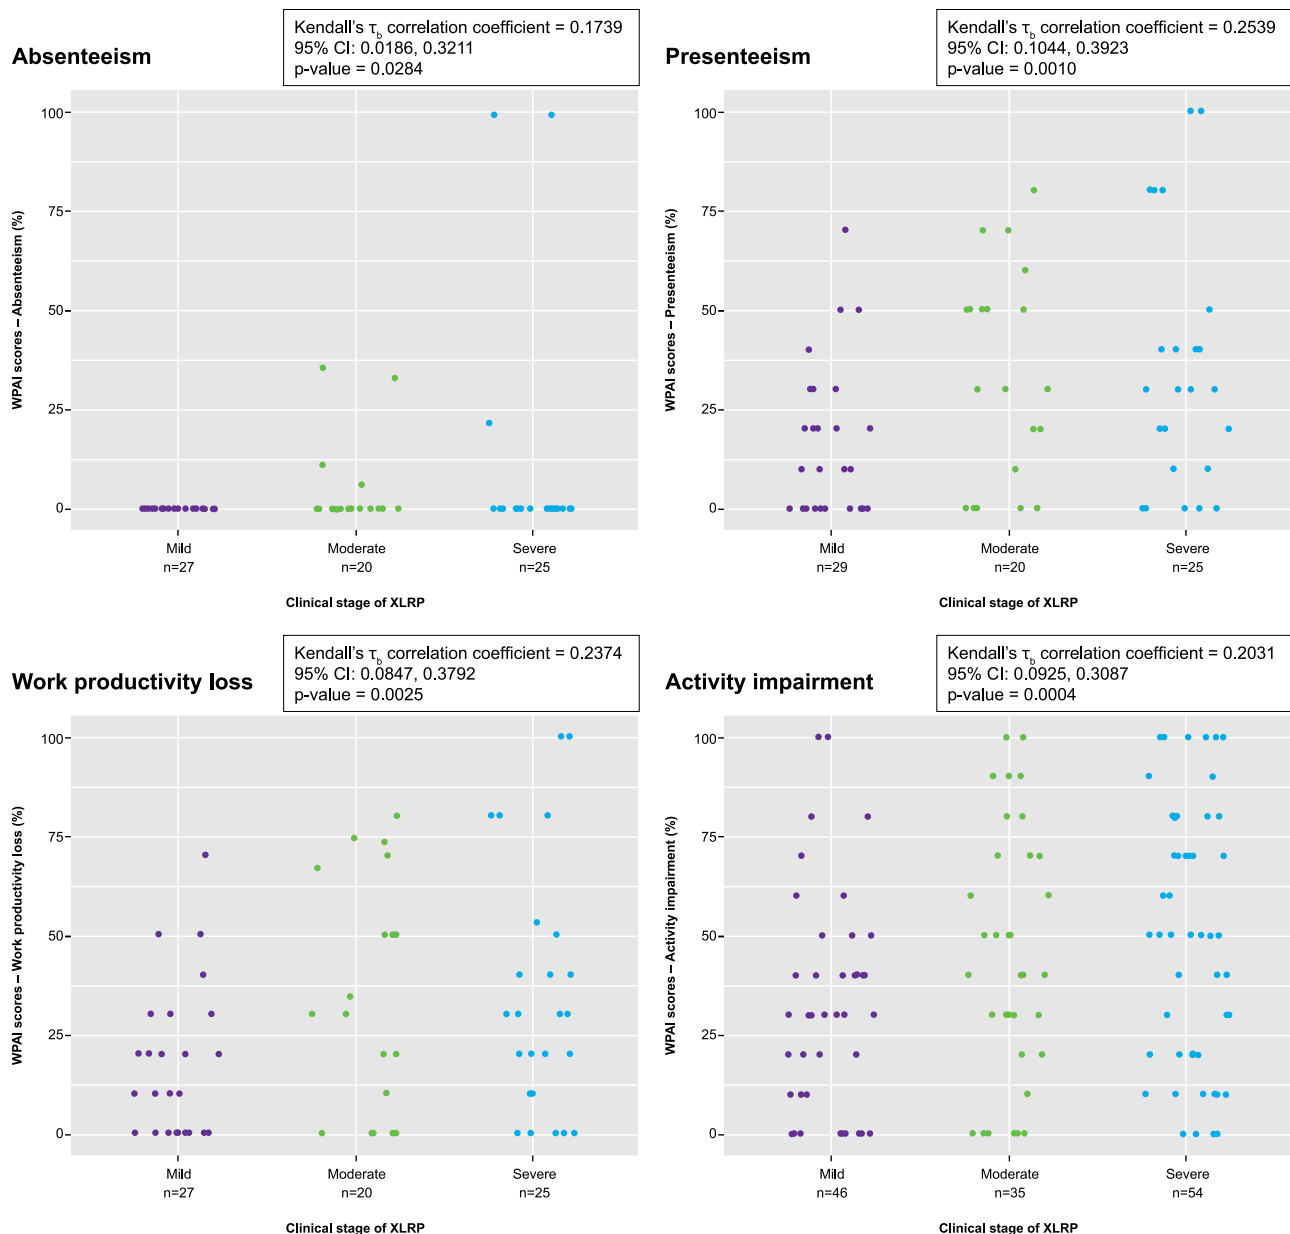 Absenteeism
Kendall's τb correlation coefficient = 0.1739
95% CI: 0.0186, 0.3211
p-value = 0.0284
WPAI scores – Absenteeism (%)
100
75
50
25
0
Mild
n=27
Moderate
n=20
Severe
n=25
Clinical stage of XLRP
Presenteeism
Kendall's τb correlation coefficient = 0.2539
95% CI: 0.1044, 0.3923
p-value = 0.0010
WPAI scores – Presenteeism (%)
100
75
50
25
0
Mild
n=29
Moderate
n=20
Severe
n=25
Clinical stage of XLRP
Work productivity loss
Kendall's τb correlation coefficient = 0.2374
95% CI: 0.0847, 0.3792
p-value = 0.0025
WPAI scores – Work productivity loss (%)
100
75
50
25
0
Mild
n=27
Moderate
n=20
Severe
n=25
Clinical stage of XLRP
Activity impairment
Kendall's τb correlation coefficient = 0.2031
95% CI: 0.0925, 0.3087
p-value = 0.0004
WPAI scores – Activity impairment (%)
100
75
50
25
0
Mild
n=46
Moderate
n=35
Severe
n=54
Clinical stage of XLRP